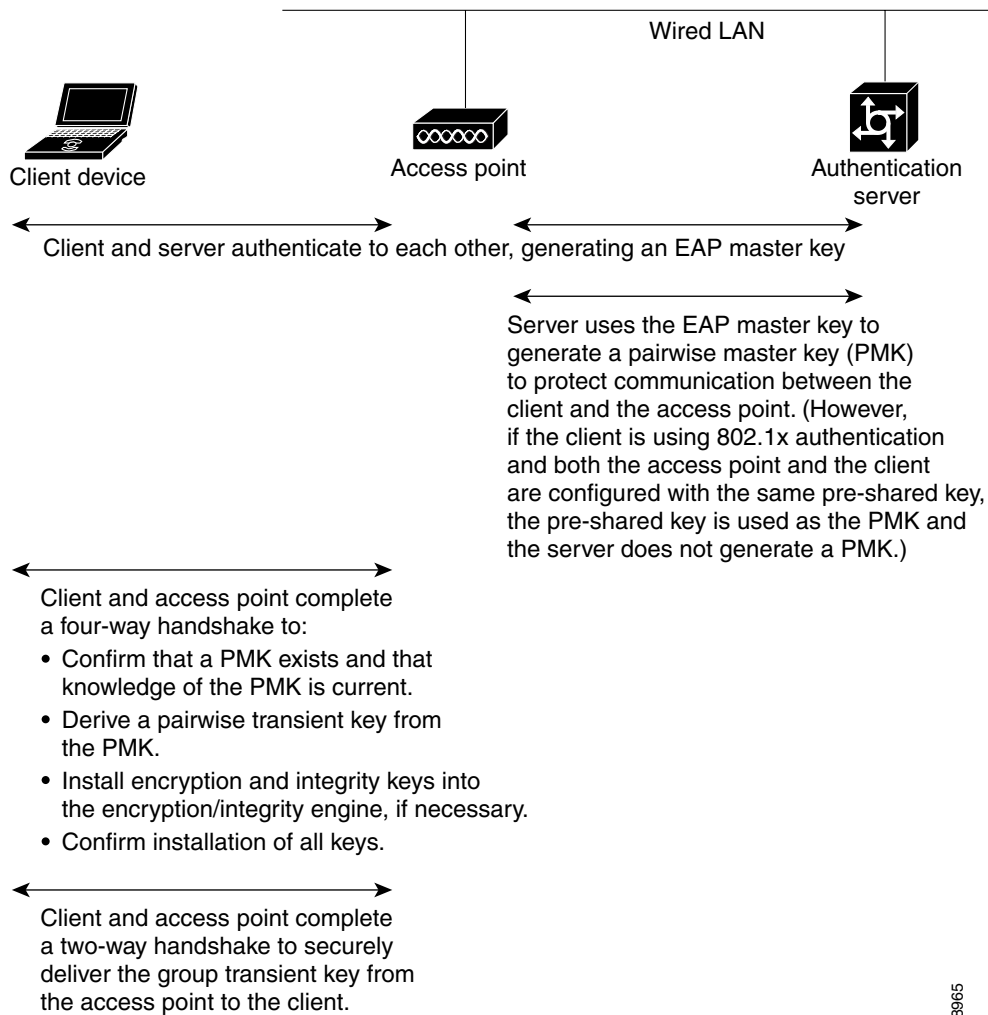 Wired LAN
Client device
Access point
Authentication
server
Client and server authenticate to each other, generating an EAP master key
Server uses the EAP master key to
generate a pairwise master key (PMK)
to protect communication between the
client and the access point. (However,
if the client is using 802.1x authentication
and both the access point and the client
are configured with the same pre-shared key,
the pre-shared key is used as the PMK and
the server does not generate a PMK.)
Client and access point complete
a four-way handshake to:
• Confirm that a PMK exists and that
knowledge of the PMK is current.
• Derive a pairwise transient key from
the PMK.
• Install encryption and integrity keys into
the encryption/integrity engine, if necessary.
• Confirm installation of all keys.
Client and access point complete
a two-way handshake to securely
deliver the group transient key from
the access point to the client.